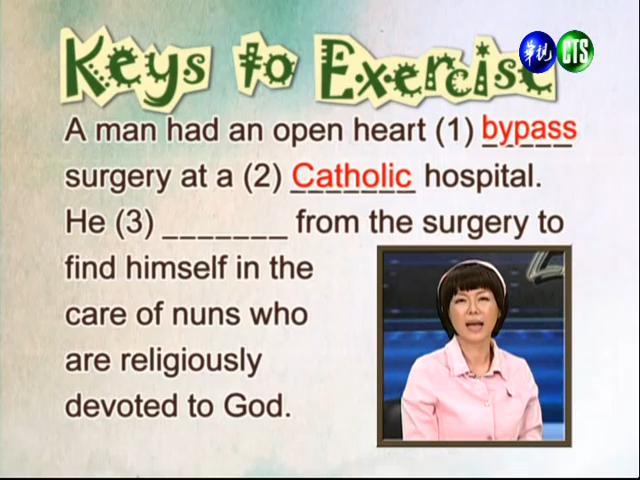 Keys to Exercise
華視 CTS
A man had an open heart (1) bypass
surgery at a (2) Catholic hospital.
He (3) _______ from the surgery to
find himself in the
care of nuns who
are religiously
devoted to God.